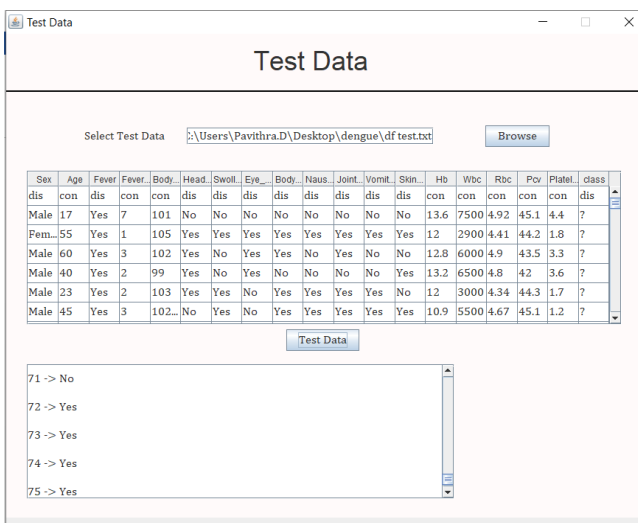 Test Data
Test Data
Select Test Data :\Users\Pavithra.D\Desktop\dengue\df test.txt Browse
Sex Age Fever Fever... Body... Head... Swoll... Eye_... Body... Naus... Joint... Vomit... Skin... Hb Wbc Rbc Pcv Platel... class
dis con dis con con dis dis dis dis dis dis dis dis con con con con con dis
Male 17 Yes 7 101 No No No No No No No No 13.6 7500 4.92 45.1 4.4 ?
Fem... 55 Yes 1 105 Yes Yes Yes Yes Yes Yes Yes Yes 12 2900 4.41 44.2 1.8 ?
Male 60 Yes 3 102 Yes No Yes Yes No Yes No No 12.8 6000 4.9 43.5 3.3 ?
Male 40 Yes 2 99 Yes No Yes No No No No Yes 13.2 6500 4.8 42 3.6 ?
Male 23 Yes 2 103 Yes Yes No Yes Yes Yes Yes No 12 3000 4.34 44.3 1.7 ?
Male 45 Yes 3 102... No Yes No Yes No Yes Yes Yes 10.9 5500 4.67 45.1 1.2 ?
Test Data
71 -> No
72 -> Yes
73 -> Yes
74 -> Yes
75 -> Yes